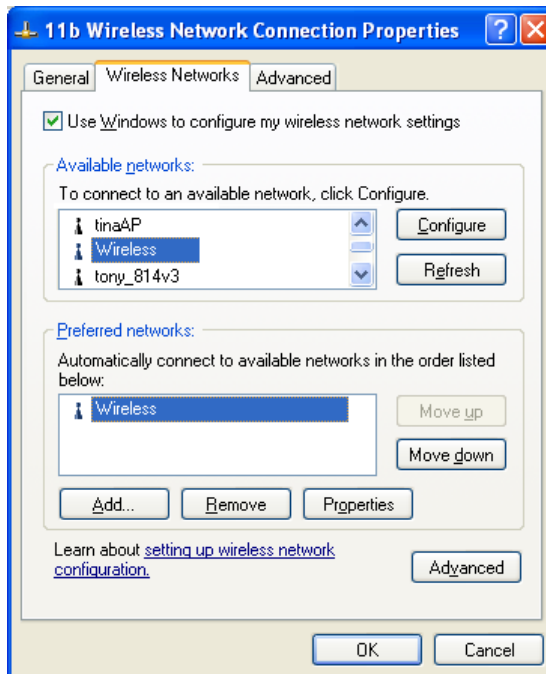 11b Wireless Network Connection Properties
General Wireless Networks Advanced
Use Windows to configure my wireless network settings
Available networks:
To connect to an available network, click Configure.
tinaAP
Wireless
tony_814v3
Configure
Refresh
Preferred networks:
Automatically connect to available networks in the order listed
below:
Wireless
Move up
Move down
Add... Remove Properties
Learn about setting up wireless network
configuration.
Advanced
OK Cancel